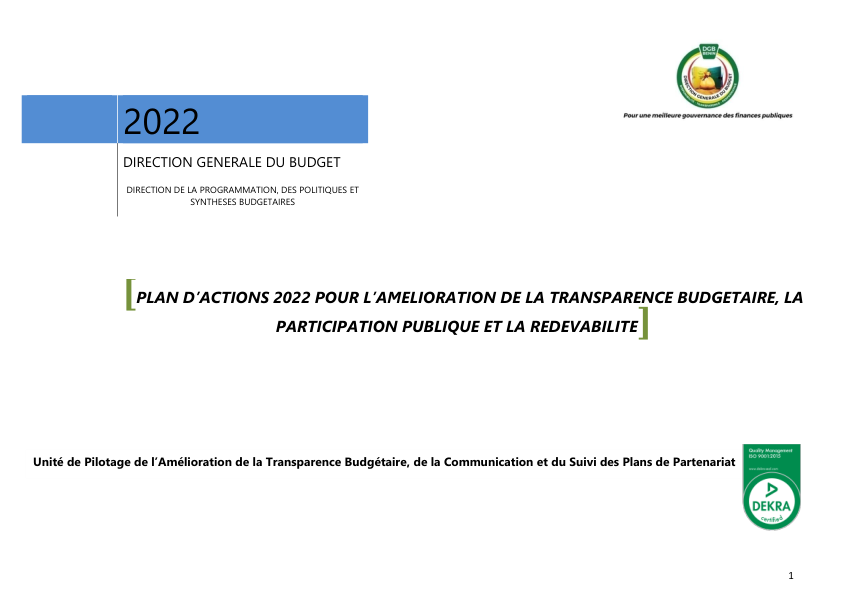 DGB
BENIN
DIRECTION GENERALE DU BUDGET
Pour une meilleure gouvernance des finances publiques
2022
DIRECTION GENERALE DU BUDGET
DIRECTION DE LA PROGRAMMATION, DES POLITIQUES ET
SYNTHESES BUDGETAIRES
[PLAN D’ACTIONS 2022 POUR L’AMELIORATION DE LA TRANSPARENCE BUDGETAIRE, LA
PARTICIPATION PUBLIQUE ET LA REDEVABILITE]
Unité de Pilotage de l’Amélioration de la Transparence Budgétaire, de la Communication et du Suivi des Plans de Partenariat
Quality Management
ISO 9001:2015
DEKRA
certified
1